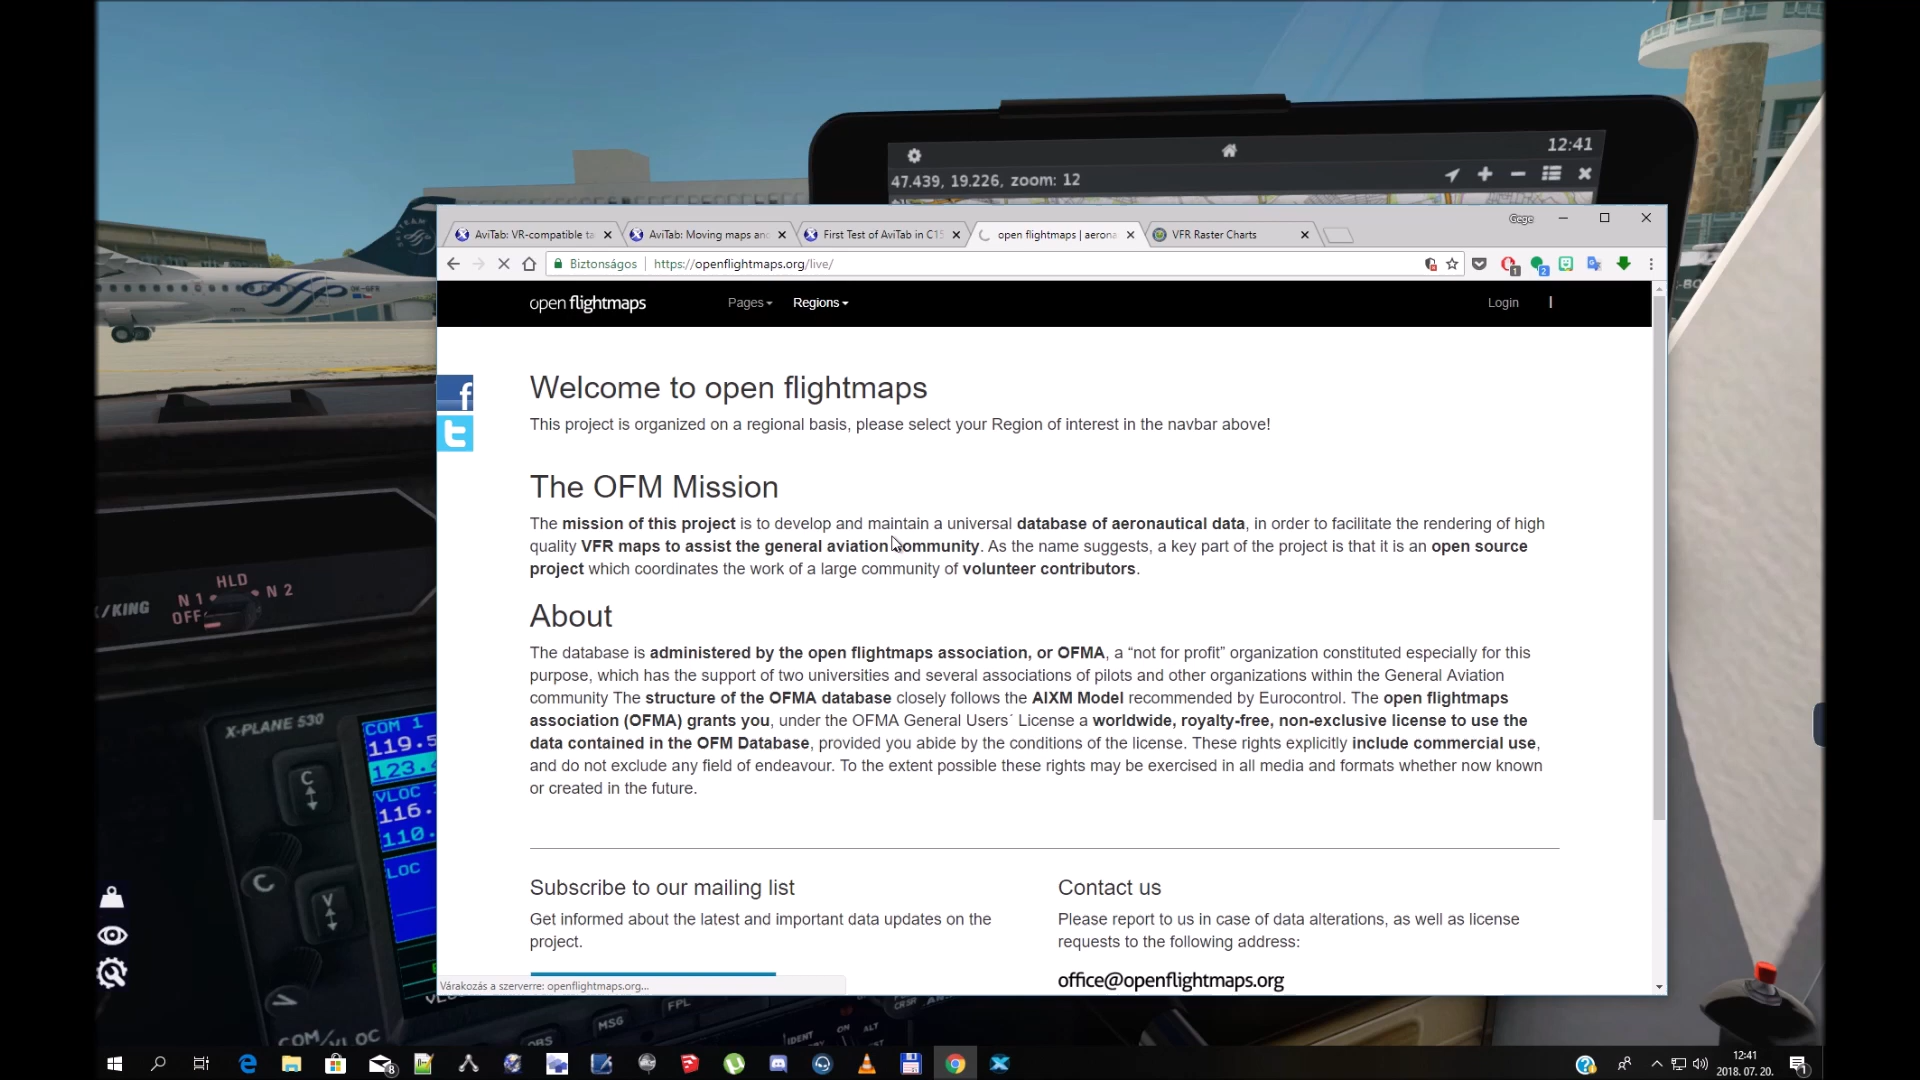 12:41
47.439, 19.226, zoom: 12
Gege
AviTab: VR-compatible ta
AviTab: Moving maps and
First Test of AviTab in C15
open flightmaps | aerona
VFR Raster Charts
Biztonságos
https://openflightmaps.org/live/
open flightmaps
Pages
Regions
Login
Welcome to open flightmaps
This project is organized on a regional basis, please select your Region of interest in the navbar above!
The OFM Mission
The mission of this project is to develop and maintain a universal database of aeronautical data, in order to facilitate the rendering of high
quality VFR maps to assist the general aviation community. As the name suggests, a key part of the project is that it is an open source
project which coordinates the work of a large community of volunteer contributors.
About
The database is administered by the open flightmaps association, or OFMA, a “not for profit” organization constituted especially for this
purpose, which has the support of two universities and several associations of pilots and other organizations within the General Aviation
community The structure of the OFMA database closely follows the AIXM Model recommended by Eurocontrol. The open flightmaps
association (OFMA) grants you, under the OFMA General Users´ License a worldwide, royalty-free, non-exclusive license to use the
data contained in the OFM Database, provided you abide by the conditions of the license. These rights explicitly include commercial use,
and do not exclude any field of endeavour. To the extent possible these rights may be exercised in all media and formats whether now known
or created in the future.
Subscribe to our mailing list
Get informed about the latest and important data updates on the
project.
Contact us
Please report to us in case of data alterations, as well as license
requests to the following address:
office@openflightmaps.org
Várakozás a szerverre: openflightmaps.org...
HLD
N 1
N 2
OFF
/KING
X-PLANE 530
COM 1
119.5
123.
VLOC
116.
110.
LOC
C
C
V
COM/VLOC
OBS
MSG
FPL
IDENT
ON
ALT
12:41
2018. 07. 20.